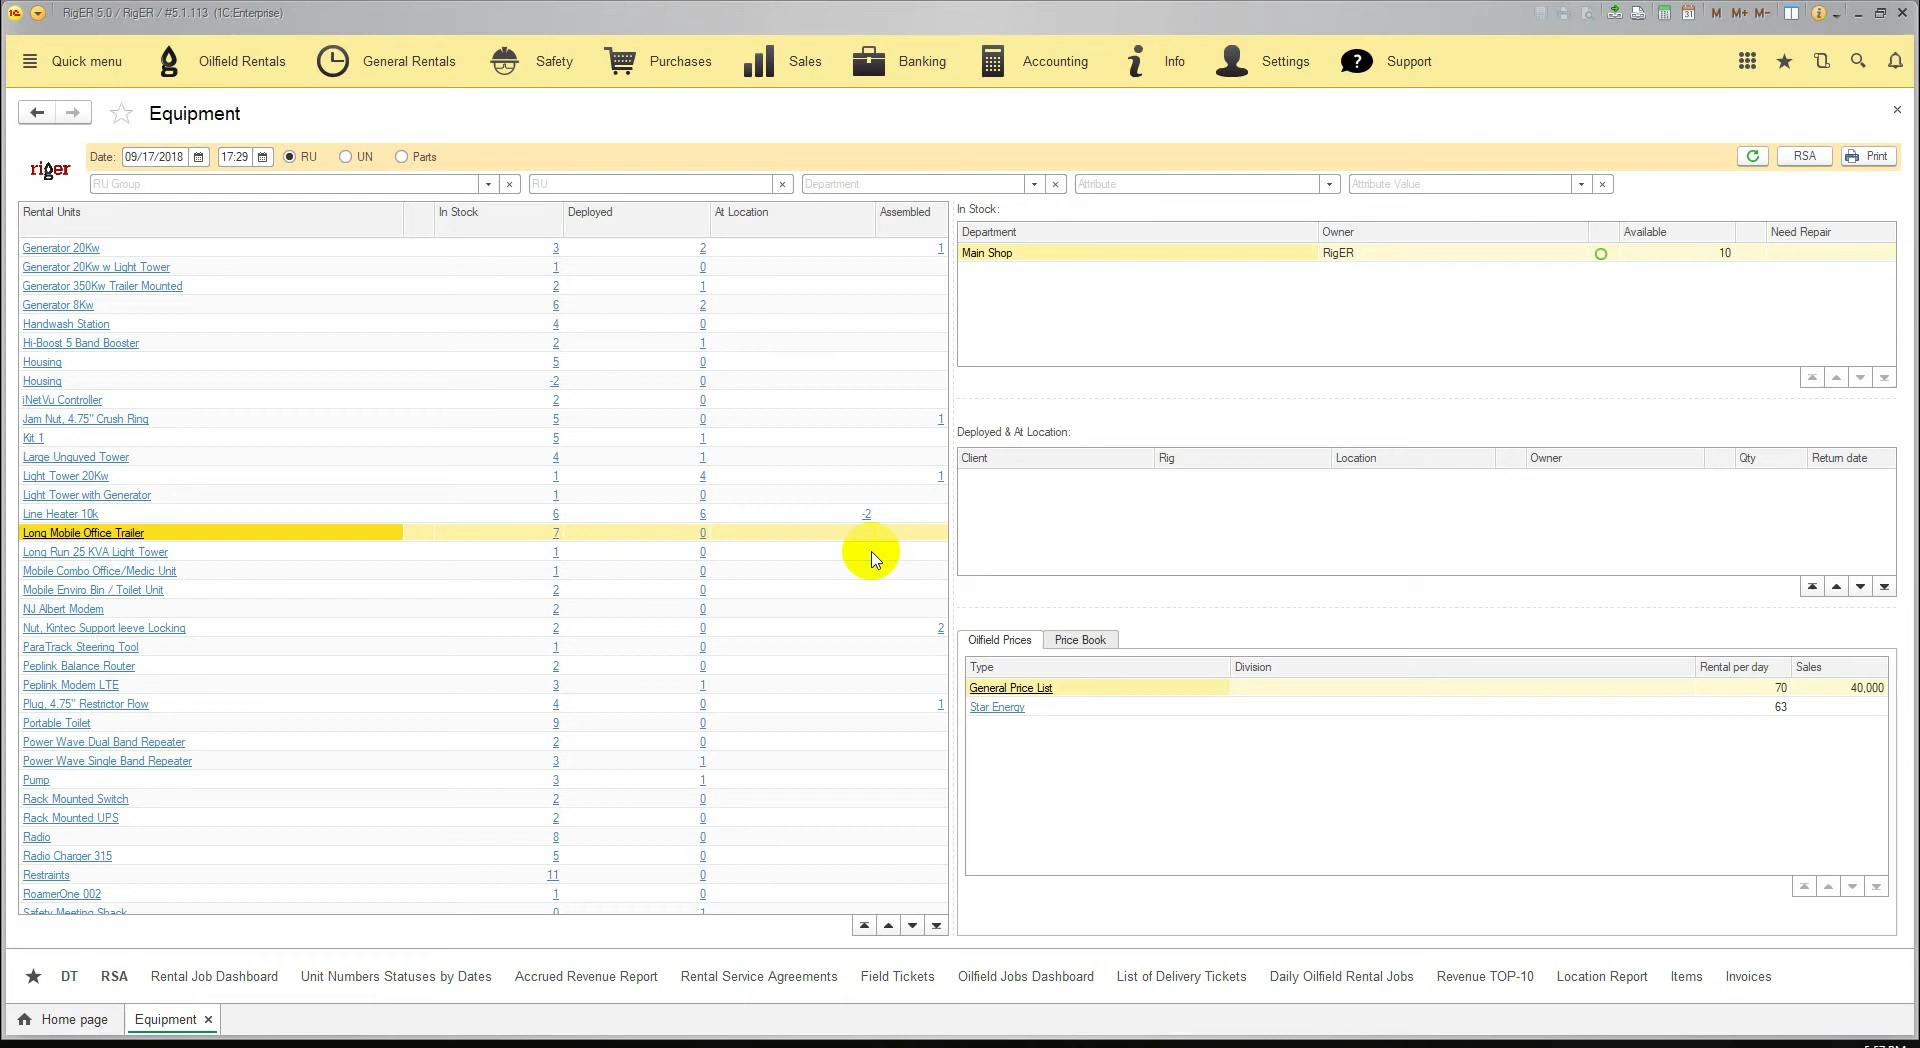 RigER 5.0 / RigER / #5.1.113 (1C:Enterprise)
M M+ M-
Quick menu Oilfield Rentals General Rentals Safety Purchases Sales Banking Accounting Info Settings Support
Equipment
riger
Date: 09/17/2018 17:29 RU UN Parts RSA Print
RU Group RU Department Attribute Attribute Value
Rental Units In Stock Deployed At Location Assembled
Generator 20Kw 3 2 1
Generator 20Kw w Light Tower 1 0
Generator 350Kw Trailer Mounted 2 1
Generator 8Kw 6 2
Handwash Station 4 0
Hi-Boost 5 Band Booster 2 1
Housing 5 0
Housing -2 0
iNetVu Controller 2 0
Jam Nut, 4.75" Crush Ring 5 0 1
Kit 1 5 1
Large Unguyed Tower 4 1
Light Tower 20Kw 1 4 1
Light Tower with Generator 1 0
Line Heater 10k 6 6 -2
Long Mobile Office Trailer 7 0
Long Run 25 KVA Light Tower 1 0
Mobile Combo Office/Medic Unit 1 0
Mobile Enviro Bin / Toilet Unit 2 0
NJ Albert Modem 2 0
Nut, Kintec Support leeve Locking 2 0 2
ParaTrack Steering Tool 1 0
Peplink Balance Router 2 0
Peplink Modem LTE 3 1
Plug, 4.75" Restrictor Flow 4 0 1
Portable Toilet 9 0
Power Wave Dual Band Repeater 2 0
Power Wave Single Band Repeater 3 1
Pump 3 1
Rack Mounted Switch 2 0
Rack Mounted UPS 2 0
Radio 8 0
Radio Charger 315 5 0
Restraints 11 0
RoamerOne 002 1 0
Safety Meeting Shack 0 1
In Stock:
Department Owner Available Need Repair
Main Shop RigER 10
Deployed & At Location:
Client Rig Location Owner Qty Return date
Oilfield Prices Price Book
Type Division Rental per day Sales
General Price List 70 40,000
Star Energy 63
DT RSA Rental Job Dashboard Unit Numbers Statuses by Dates Accrued Revenue Report Rental Service Agreements Field Tickets Oilfield Jobs Dashboard List of Delivery Tickets Daily Oilfield Rental Jobs Revenue TOP-10 Location Report Items Invoices
Home page Equipment